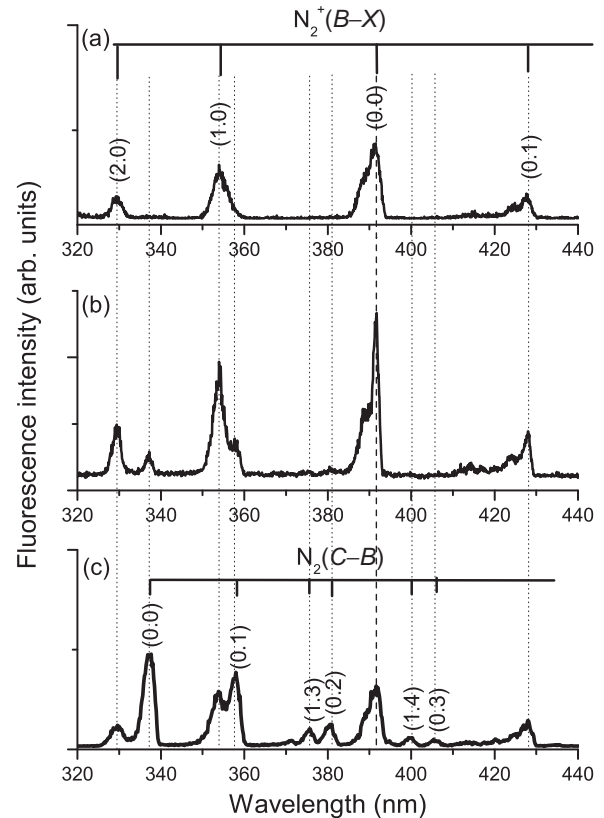 N₂⁺(B–X)
(a)
(2.0)
(1.0)
(0.0)
(0.1)
320 340 360 380 400 420 440
(b)
320 340 360 380 400 420 440
N₂(C–B)
(c)
(0.0)
(0.1)
(1.3)
(0.2)
(1.4)
(0.3)
320 340 360 380 400 420 440
Wavelength (nm)
Fluorescence intensity (arb. units)